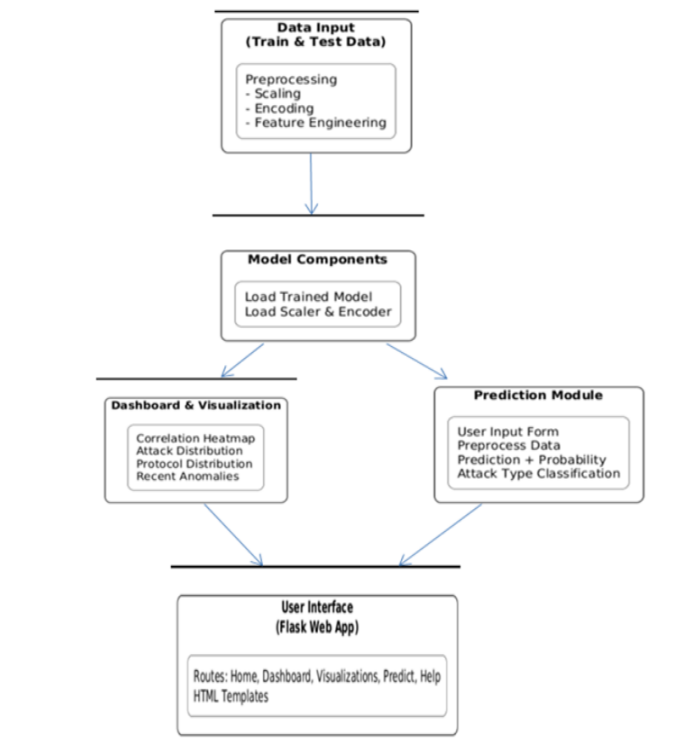 Data Input
(Train & Test Data)
Preprocessing
- Scaling
- Encoding
- Feature Engineering
Model Components
Load Trained Model
Load Scaler & Encoder
Dashboard & Visualization
Correlation Heatmap
Attack Distribution
Protocol Distribution
Recent Anomalies
Prediction Module
User Input Form
Preprocess Data
Prediction + Probability
Attack Type Classification
User Interface
(Flask Web App)
Routes: Home, Dashboard, Visualizations, Predict, Help
HTML Templates